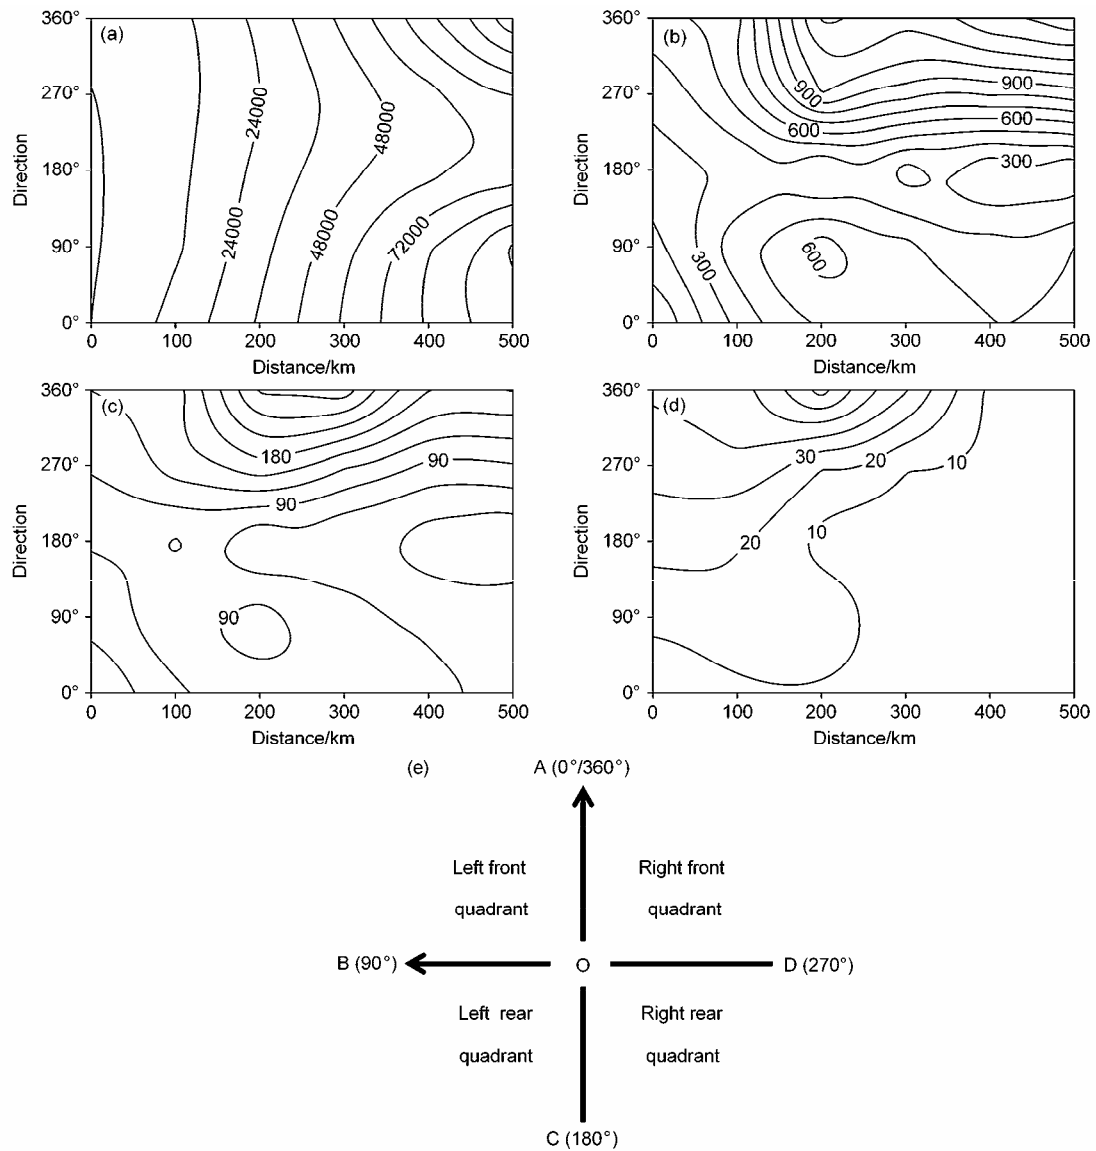 360°
270°
180°
90°
0°
Direction
(a)
24000
48000
24000
48000
72000
0
100
200
300
400
500
Distance/km
360°
270°
180°
90°
0°
Direction
(b)
900
900
600
600
300
600
300
0
100
200
300
400
500
Distance/km
360°
270°
180°
90°
0°
Direction
(c)
180
90
90
90
0
100
200
300
400
500
Distance/km
360°
270°
180°
90°
0°
Direction
(d)
30
20
10
10
20
0
100
200
300
400
500
Distance/km
(e)
A (0°/360°)
Left front
quadrant
Right front
quadrant
B (90°)
O
D (270°)
Left rear
quadrant
Right rear
quadrant
C (180°)